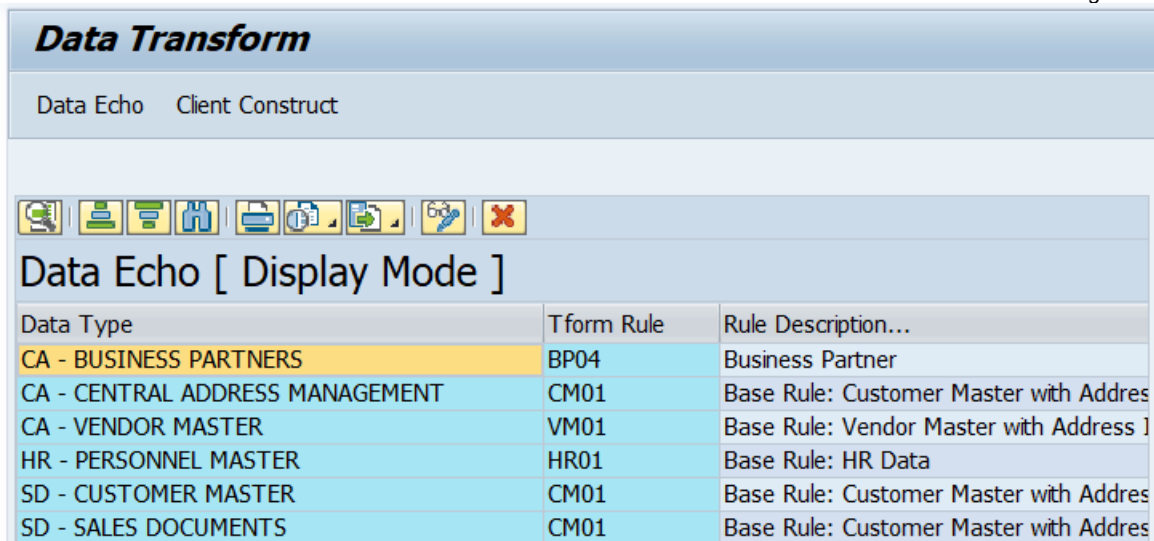 Data Transform
Data Echo Client Construct
Data Echo [ Display Mode ]
Data Type Tform Rule Rule Description...
CA - BUSINESS PARTNERS BP04 Business Partner
CA - CENTRAL ADDRESS MANAGEMENT CM01 Base Rule: Customer Master with Addres
CA - VENDOR MASTER VM01 Base Rule: Vendor Master with Address
HR - PERSONNEL MASTER HR01 Base Rule: HR Data
SD - CUSTOMER MASTER CM01 Base Rule: Customer Master with Addres
SD - SALES DOCUMENTS CM01 Base Rule: Customer Master with Addres